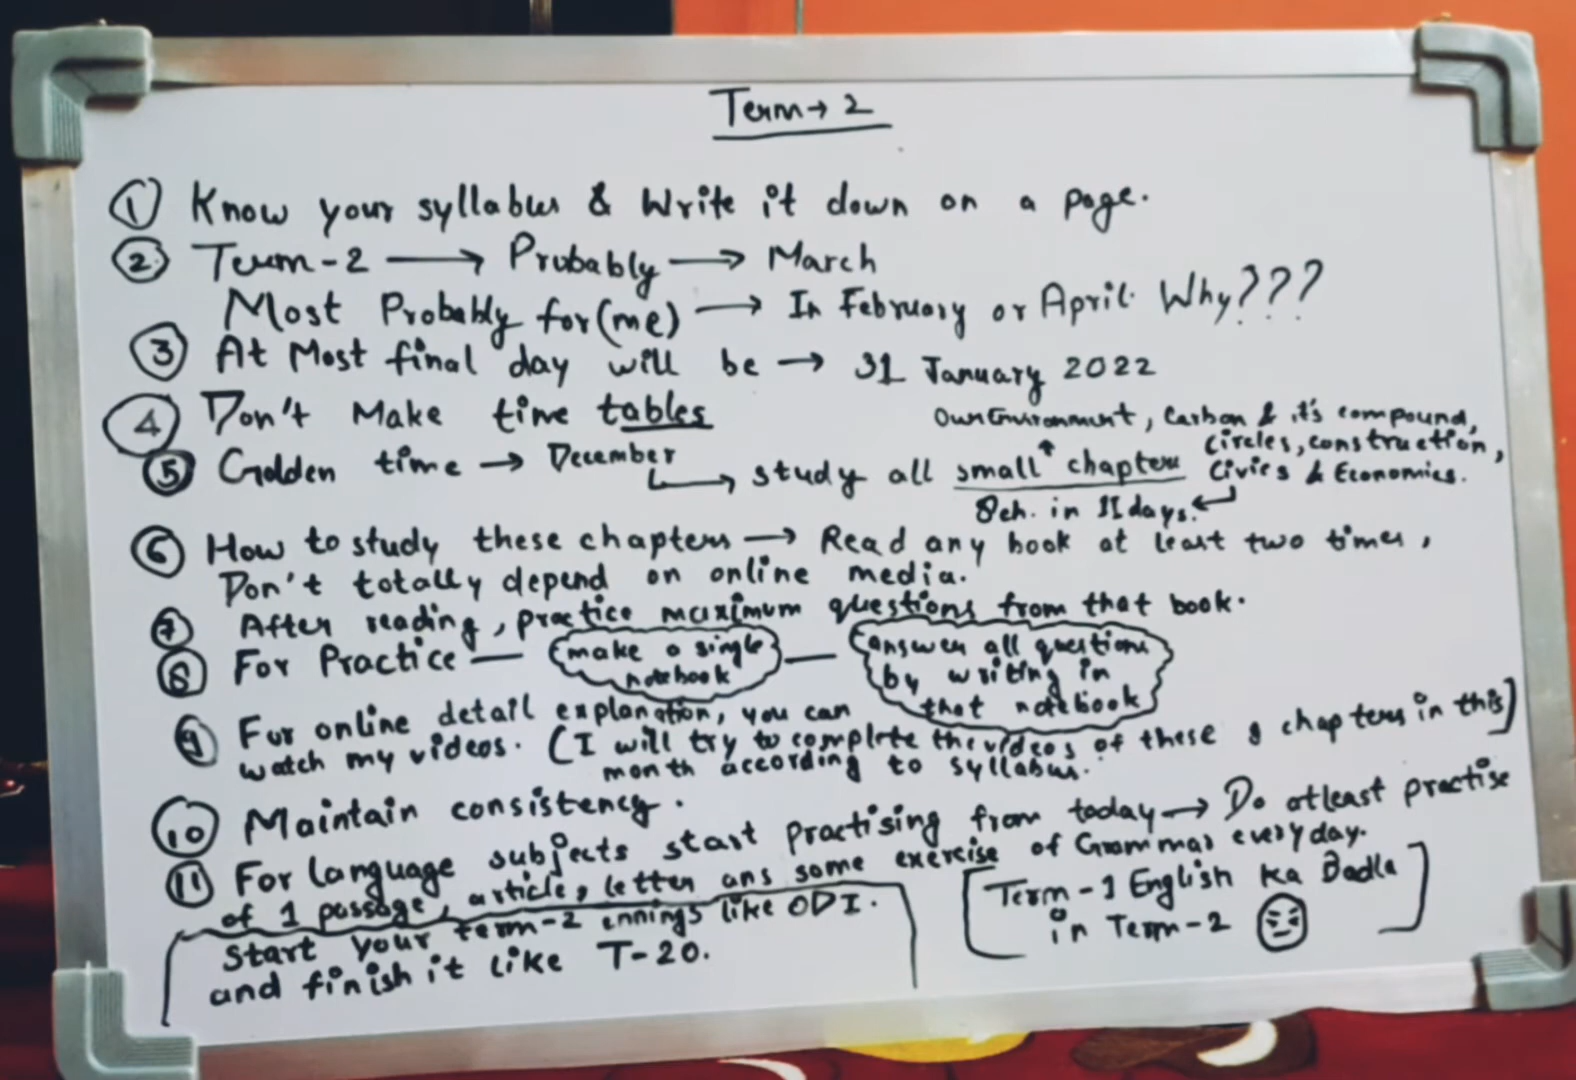 Term → 2
① Know your syllabus & Write it down on a page.
② Term-2 → Probably → March
Most Probably for (me) → In February or April. Why???
③ At Most final day will be → 31 January 2022
④ Don't Make time tables
Our Environment, Carbon & it's compound,
circles, construction,
⑤ Golden time → December → study all small chapters Civics & Economics.
8 ch. in 11 days.
⑥ How to study these chapters → Read any book at least two times,
Don't totally depend on online media.
⑦ After reading, practice maximum questions from that book.
⑧ For Practice — make a single notebook — answer all questions by writing in that notebook
⑨ For online detail explanation, you can
watch my videos. (I will try to complete the videos of these 8 chapters in this)
month according to syllabus.
⑩ Maintain consistency.
⑪ For language subjects start practising from today → Do atleast practise
of 1 passage, article, letter ans some exercise of Grammar everyday.
Start your term-2 innings like ODI.
and finish it like T-20.
[Term-1 English ka Badla
in Term-2]